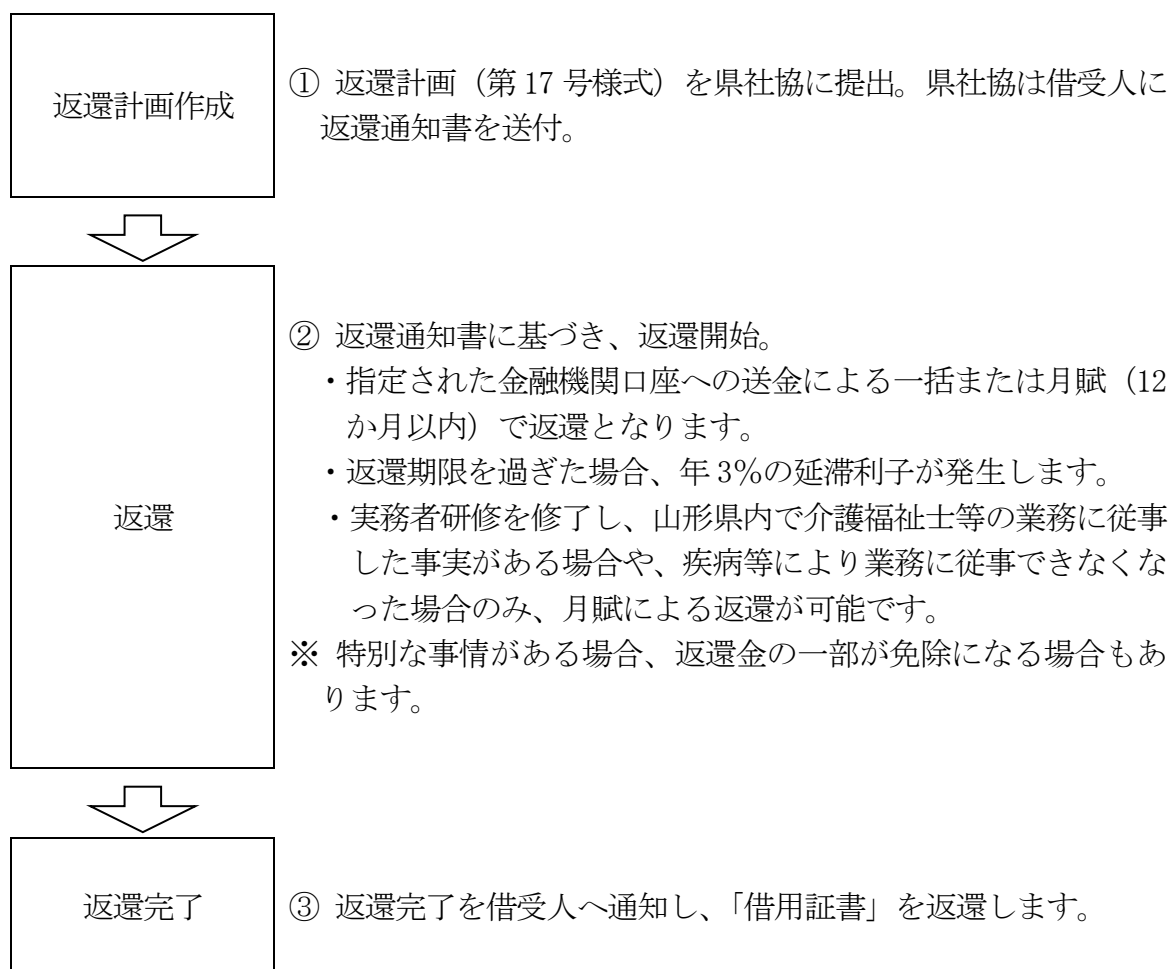 返還計画作成
① 返還計画（第 17 号様式）を県社協に提出。県社協は借受人に
返還通知書を送付。
返還
② 返還通知書に基づき、返還開始。
・指定された金融機関口座への送金による一括または月賦（12
か月以内）で返還となります。
・返還期限を過ぎた場合、年 3％の延滞利子が発生します。
・実務者研修を修了し、山形県内で介護福祉士等の業務に従事
した事実がある場合や、疾病等により業務に従事できなくな
った場合のみ、月賦による返還が可能です。
※ 特別な事情がある場合、返還金の一部が免除になる場合もあ
ります。
返還完了
③ 返還完了を借受人へ通知し、「借用証書」を返還します。